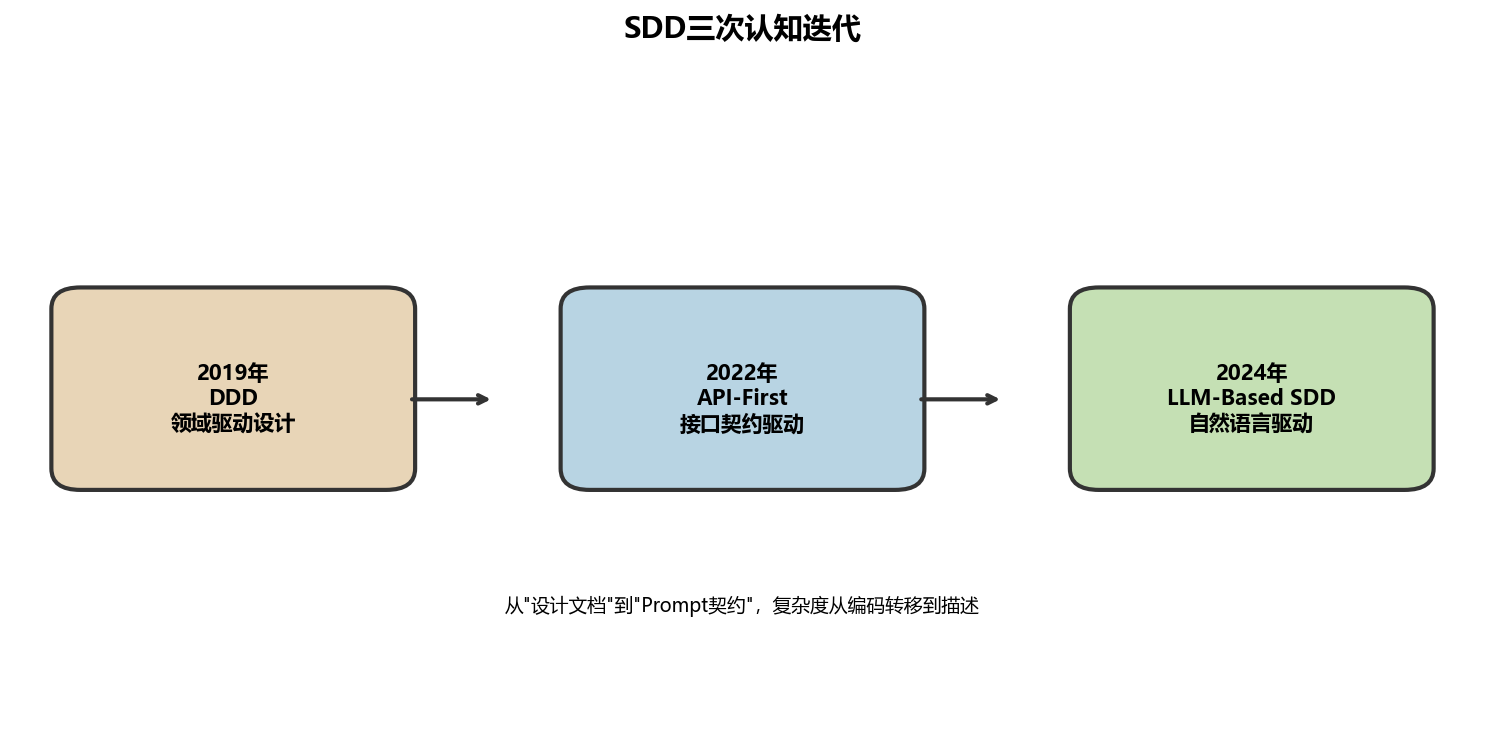 SDD三次认知迭代
2019年
DDD
领域驱动设计
2022年
API-First
接口契约驱动
2024年
LLM-Based SDD
自然语言驱动
从"设计文档"到"Prompt契约"，复杂度从编码转移到描述